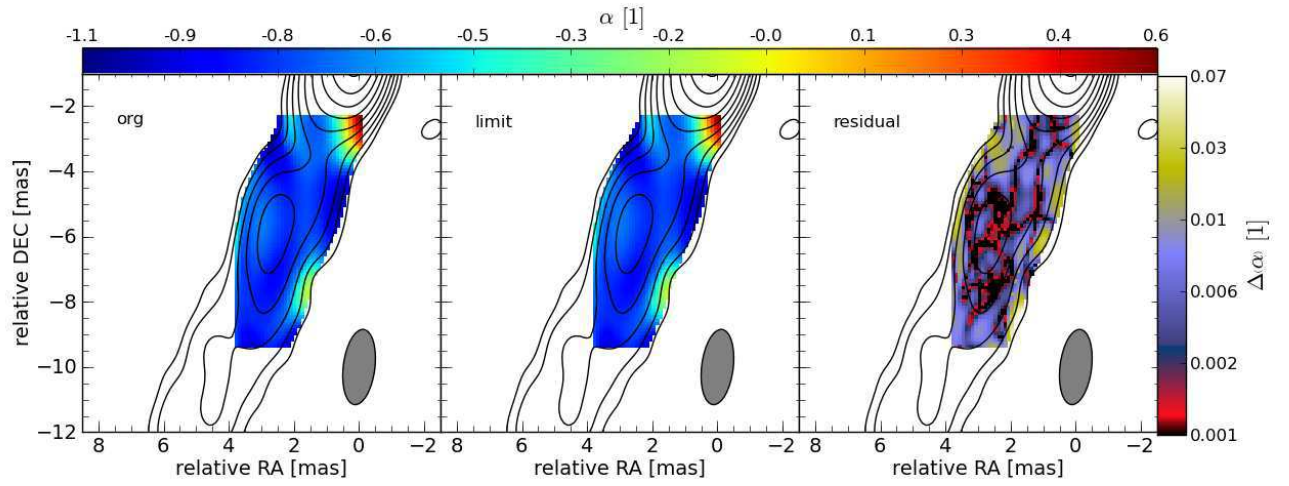 α [1]
-1.1 -0.9 -0.8 -0.6 -0.5 -0.3 -0.2 -0.0 0.1 0.3 0.4 0.6
org limit residual
−2
−4
−6
−8
−10
−12
relative DEC [mas]
8 6 4 2 0 −2
8 6 4 2 0 −2
8 6 4 2 0 −2
relative RA [mas] relative RA [mas] relative RA [mas]
0.07
0.03
0.01
0.006
0.002
0.001
Δα [1]